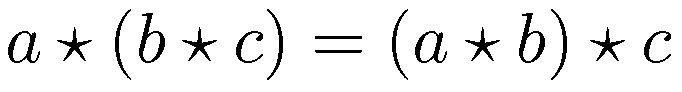 a ⋆ (b ⋆ c) = (a ⋆ b) ⋆ c